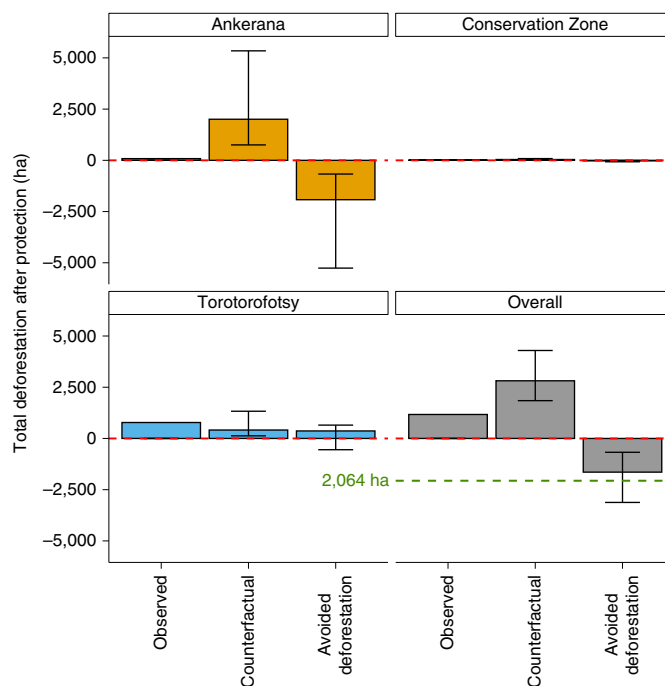 Ankerana
Conservation Zone
5,000
2,500
0
–2,500
–5,000
Total deforestation after protection (ha)
Torotorofotsy
Overall
5,000
2,500
0
–2,500
–5,000
2,064 ha
Observed
Counterfactual
Avoided
deforestation
Observed
Counterfactual
Avoided
deforestation